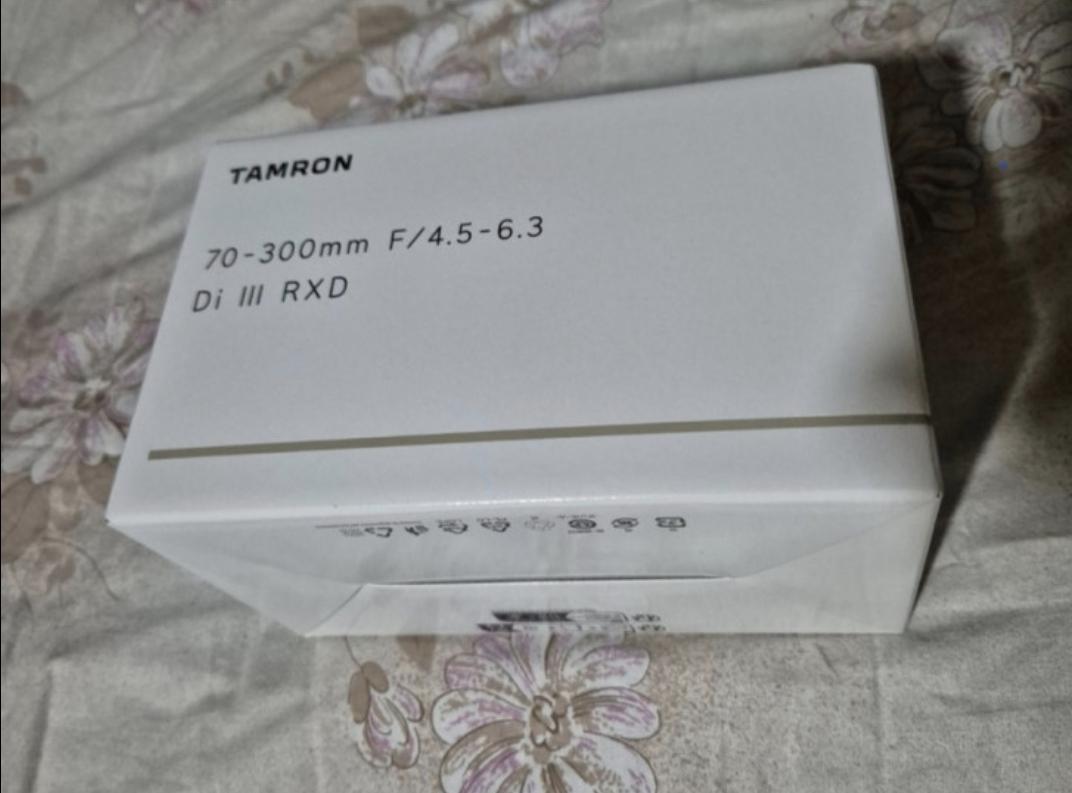 TAMRON
70-300mm F/4.5-6.3
Di III RXD